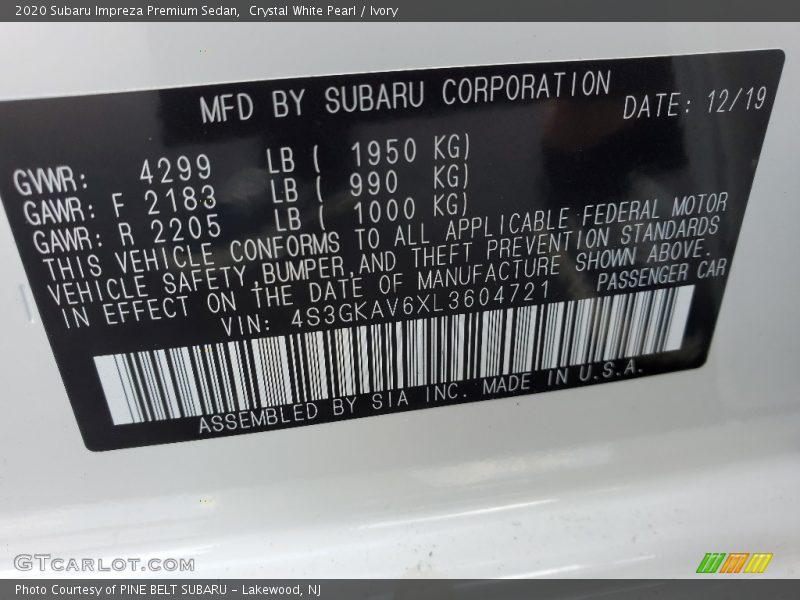 2020 Subaru Impreza Premium Sedan,  Crystal White Pearl / Ivory
MFD BY SUBARU CORPORATION DATE: 12/19
GVWR: 4299 LB ( 1950 KG)
GAWR: F 2183 LB ( 990 KG)
GAWR: R 2205 LB ( 1000 KG)
THIS VEHICLE CONFORMS TO ALL APPLICABLE FEDERAL MOTOR
VEHICLE SAFETY,BUMPER,AND THEFT PREVENTION STANDARDS
IN EFFECT ON THE DATE OF MANUFACTURE SHOWN ABOVE.
VIN: 4S3GKAV6XL3604721 PASSENGER CAR
ASSEMBLED BY SIA INC. MADE IN U.S.A.
GTCARLOT.COM
Photo Courtesy of PINE BELT SUBARU - Lakewood, NJ